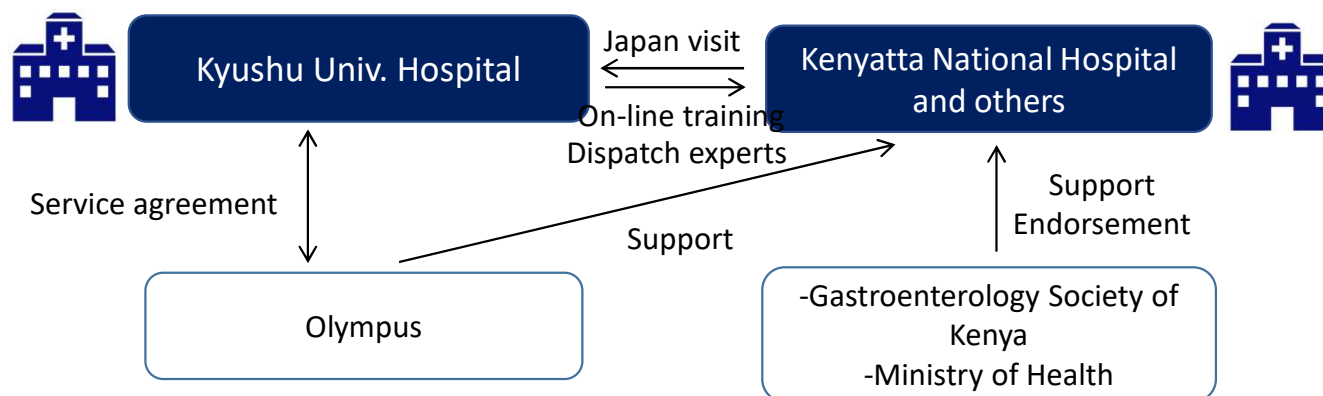 Kyushu Univ. Hospital
Japan visit
On-line training
Dispatch experts
Kenyatta National Hospital
and others
Service agreement
Support
Support
Endorsement
Olympus
-Gastroenterology Society of
Kenya
-Ministry of Health